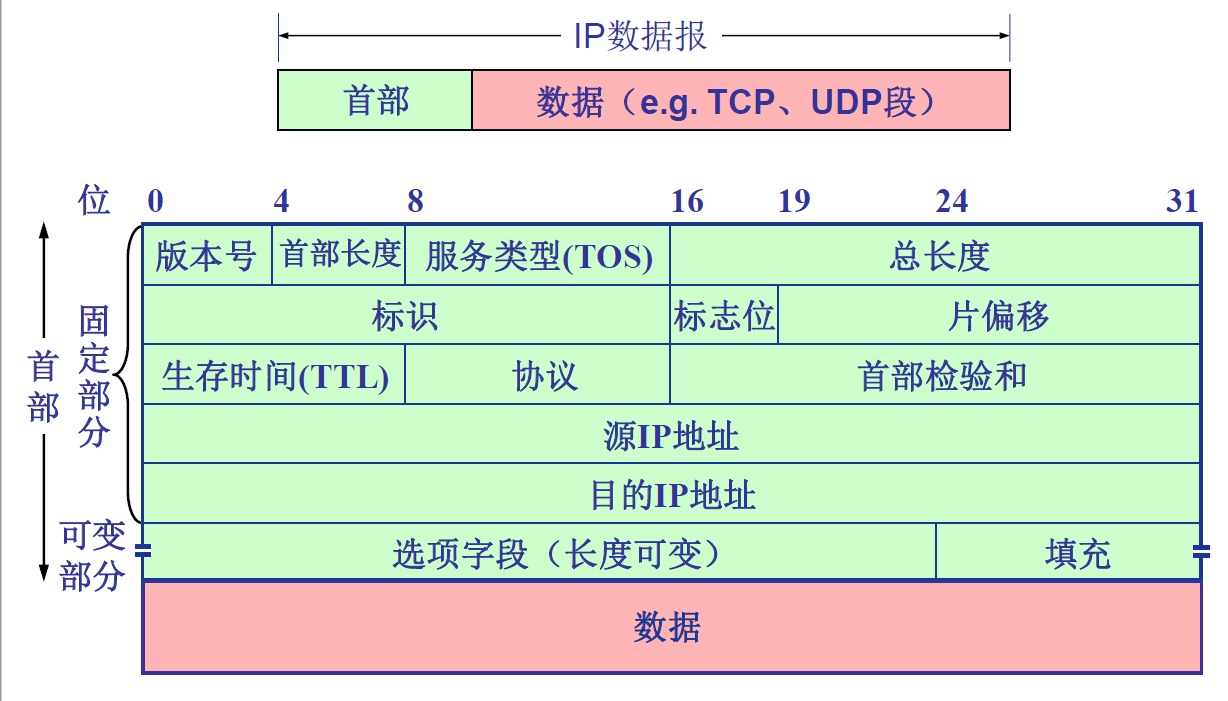 IP数据报
首部 数据（e.g. TCP、UDP段）
位 0 4 8 16 19 24 31
版本号 首部长度 服务类型(TOS) 总长度
标识 标志位 片偏移
生存时间(TTL) 协议 首部检验和
源IP地址
目的IP地址
选项字段（长度可变） 填充
数据
首部
固定部分
可变
部分